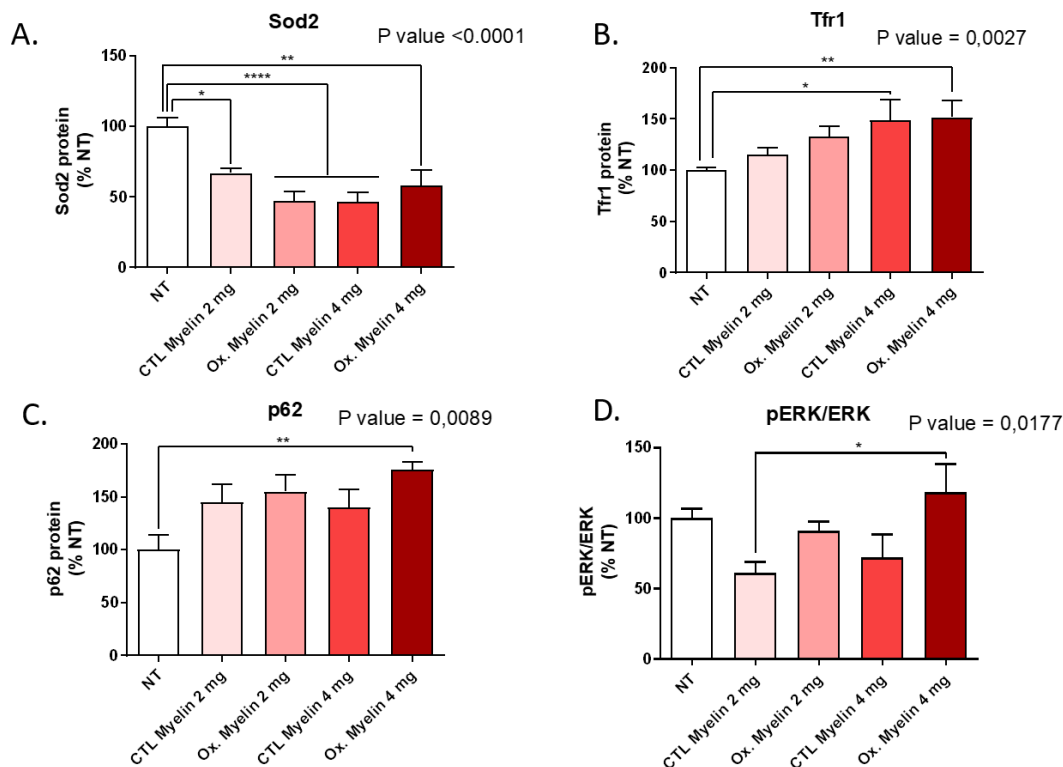 A.
Sod2
P value <0.0001
**
****
*
150
100
50
0
Sod2 protein
(% NT)
NT
CTL Myelin 2 mg
Ox. Myelin 2 mg
CTL Myelin 4 mg
Ox. Myelin 4 mg
B.
Tfr1
P value = 0,0027
**
*
200
150
100
50
0
Tfr1 protein
(% NT)
NT
CTL Myelin 2 mg
Ox. Myelin 2 mg
CTL Myelin 4 mg
Ox. Myelin 4 mg
C.
p62
P value = 0,0089
**
200
150
100
50
0
p62 protein
(% NT)
NT
CTL Myelin 2 mg
Ox. Myelin 2 mg
CTL Myelin 4 mg
Ox. Myelin 4 mg
D.
pERK/ERK
P value = 0,0177
*
150
100
50
0
pERK/ERK
(% NT)
NT
CTL Myelin 2 mg
Ox. Myelin 2 mg
CTL Myelin 4 mg
Ox. Myelin 4 mg